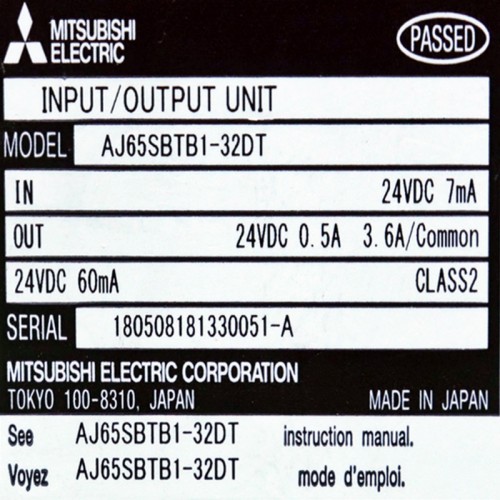 MITSUBISHI
ELECTRIC
PASSED
INPUT/OUTPUT UNIT
MODEL AJ65SBTB1-32DT
IN 24VDC 7mA
OUT 24VDC 0.5A 3.6A/Common
24VDC 60mA CLASS2
SERIAL 180508181330051-A
MITSUBISHI ELECTRIC CORPORATION
TOKYO 100-8310, JAPAN MADE IN JAPAN
See AJ65SBTB1-32DT instruction manual.
Voyez AJ65SBTB1-32DT mode d'emploi.